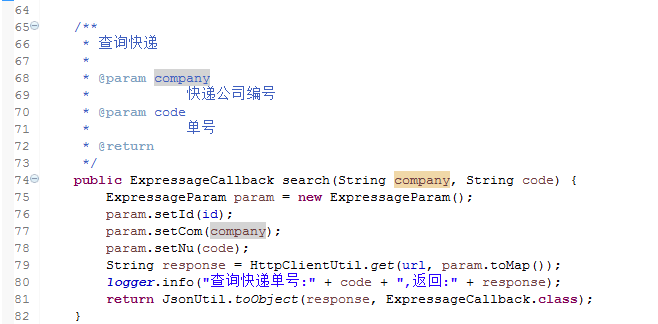 64
65 /**
66 * 查询快递
67 *
68 * @param company
69 * 快递公司编号
70 * @param code
71 * 单号
72 * @return
73 */
74 public ExpressageCallback search(String company, String code) {
75 ExpressageParam param = new ExpressageParam();
76 param.setId(id);
77 param.setCom(company);
78 param.setNu(code);
79 String response = HttpClientUtil.get(url, param.toMap());
80 logger.info("查询快递单号:" + code + ",返回:" + response);
81 return JsonUtil.toObject(response, ExpressageCallback.class);
82 }